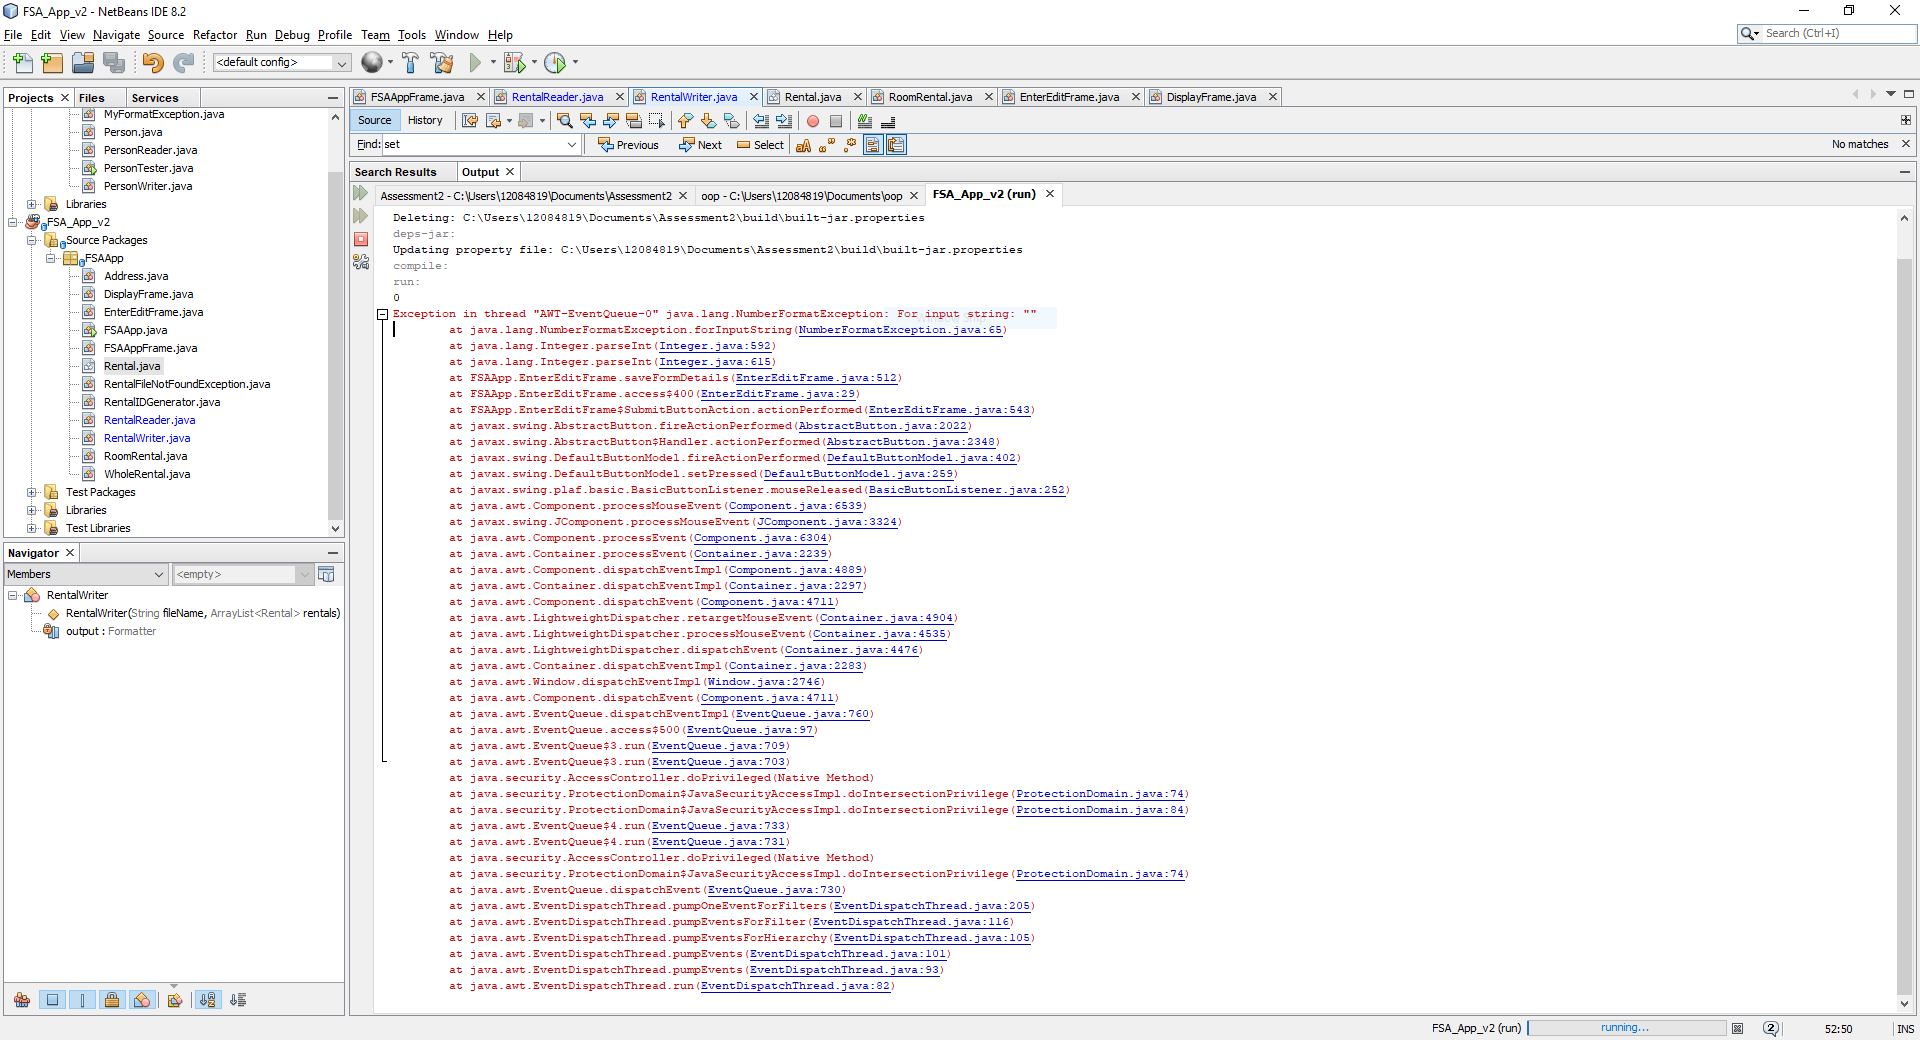 FSA_App_v2 - NetBeans IDE 8.2
File Edit View Navigate Source Refactor Run Debug Profile Team Tools Window Help
Search (Ctrl+I)
<default config>
Projects Files Services
MyFormatException.java
Person.java
PersonReader.java
PersonTester.java
PersonWriter.java
Libraries
FSA_App_v2
Source Packages
FSAApp
Address.java
DisplayFrame.java
EnterEditFrame.java
FSAApp.java
FSAAppFrame.java
Rental.java
RentalFileNotFoundException.java
RentalIDGenerator.java
RentalReader.java
RentalWriter.java
RoomRental.java
WholeRental.java
Test Packages
Libraries
Test Libraries
Navigator
Members <empty>
RentalWriter
RentalWriter(String fileName, ArrayList<Rental> rentals)
output : Formatter
FSAAppFrame.java RentalReader.java RentalWriter.java Rental.java RoomRental.java EnterEditFrame.java DisplayFrame.java
Source History
Find: set Previous Next Select aA No matches
Search Results Output
Assessment2 - C:\Users\12084819\Documents\Assessment2 oop - C:\Users\12084819\Documents\oop FSA_App_v2 (run)
Deleting: C:\Users\12084819\Documents\Assessment2\build\built-jar.properties
deps-jar:
Updating property file: C:\Users\12084819\Documents\Assessment2\build\built-jar.properties
compile:
run:
0
Exception in thread "AWT-EventQueue-0" java.lang.NumberFormatException: For input string: ""
at java.lang.NumberFormatException.forInputString(NumberFormatException.java:65)
at java.lang.Integer.parseInt(Integer.java:592)
at java.lang.Integer.parseInt(Integer.java:615)
at FSAApp.EnterEditFrame.saveFormDetails(EnterEditFrame.java:512)
at FSAApp.EnterEditFrame.access$400(EnterEditFrame.java:29)
at FSAApp.EnterEditFrame$SubmitButtonAction.actionPerformed(EnterEditFrame.java:543)
at javax.swing.AbstractButton.fireActionPerformed(AbstractButton.java:2022)
at javax.swing.AbstractButton$Handler.actionPerformed(AbstractButton.java:2348)
at javax.swing.DefaultButtonModel.fireActionPerformed(DefaultButtonModel.java:402)
at javax.swing.DefaultButtonModel.setPressed(DefaultButtonModel.java:259)
at javax.swing.plaf.basic.BasicButtonListener.mouseReleased(BasicButtonListener.java:252)
at java.awt.Component.processMouseEvent(Component.java:6539)
at javax.swing.JComponent.processMouseEvent(JComponent.java:3324)
at java.awt.Component.processEvent(Component.java:6304)
at java.awt.Container.processEvent(Container.java:2239)
at java.awt.Component.dispatchEventImpl(Component.java:4889)
at java.awt.Container.dispatchEventImpl(Container.java:2297)
at java.awt.Component.dispatchEvent(Component.java:4711)
at java.awt.LightweightDispatcher.retargetMouseEvent(Container.java:4904)
at java.awt.LightweightDispatcher.processMouseEvent(Container.java:4535)
at java.awt.LightweightDispatcher.dispatchEvent(Container.java:4476)
at java.awt.Container.dispatchEventImpl(Container.java:2283)
at java.awt.Window.dispatchEventImpl(Window.java:2746)
at java.awt.Component.dispatchEvent(Component.java:4711)
at java.awt.EventQueue.dispatchEventImpl(EventQueue.java:760)
at java.awt.EventQueue.access$500(EventQueue.java:97)
at java.awt.EventQueue$3.run(EventQueue.java:709)
at java.awt.EventQueue$3.run(EventQueue.java:703)
at java.security.AccessController.doPrivileged(Native Method)
at java.security.ProtectionDomain$JavaSecurityAccessImpl.doIntersectionPrivilege(ProtectionDomain.java:74)
at java.security.ProtectionDomain$JavaSecurityAccessImpl.doIntersectionPrivilege(ProtectionDomain.java:84)
at java.awt.EventQueue$4.run(EventQueue.java:733)
at java.awt.EventQueue$4.run(EventQueue.java:731)
at java.security.AccessController.doPrivileged(Native Method)
at java.security.ProtectionDomain$JavaSecurityAccessImpl.doIntersectionPrivilege(ProtectionDomain.java:74)
at java.awt.EventQueue.dispatchEvent(EventQueue.java:730)
at java.awt.EventDispatchThread.pumpOneEventForFilters(EventDispatchThread.java:205)
at java.awt.EventDispatchThread.pumpEventsForFilter(EventDispatchThread.java:116)
at java.awt.EventDispatchThread.pumpEventsForHierarchy(EventDispatchThread.java:105)
at java.awt.EventDispatchThread.pumpEvents(EventDispatchThread.java:101)
at java.awt.EventDispatchThread.pumpEvents(EventDispatchThread.java:93)
at java.awt.EventDispatchThread.run(EventDispatchThread.java:82)
FSA_App_v2 (run) running... 2 52:50 INS